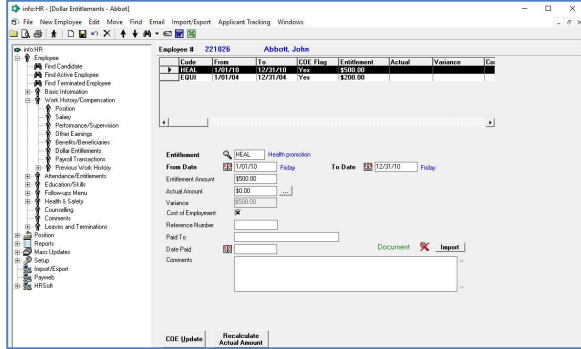 info:HR - [Dollar Entitlements - Abbot]
File New Employee Edit Move Find Email Import/Export Applicant Tracking Windows
info:HR
Employee
Find Candidate
Find Active Employee
Find Terminated Employee
Basic Information
Work History/Compensation
Position
Salary
Performance/Supervision
Other Earnings
Benefits/Beneficiaries
Dollar Entitlements
Payroll Transactions
Previous Work History
Attendance/Entitlements
Education/Skills
Follow-ups Menu
Health & Safety
Counselling
Comments
Leaves and Terminations
Position
Reports
Mass Updates
Setup
Import/Export
Payweb
HRSoft
Employee # 221026 Abbott, John
Code From To COE Flag Entitlement Actual Variance Co
HEAL 1/01/10 12/31/10 Yes $500.00
EQUI 1/01/04 12/31/04 Yes $200.00
Entitlement HEAL Health promotion
From Date 1/01/10 Friday To Date 12/31/10 Friday
Entitlement Amount $500.00
Actual Amount $0.00 ...
Variance $500.00
Cost of Employment
Reference Number
Paid To
Date Paid Document Import
Comments
COE Update Recalculate Actual Amount